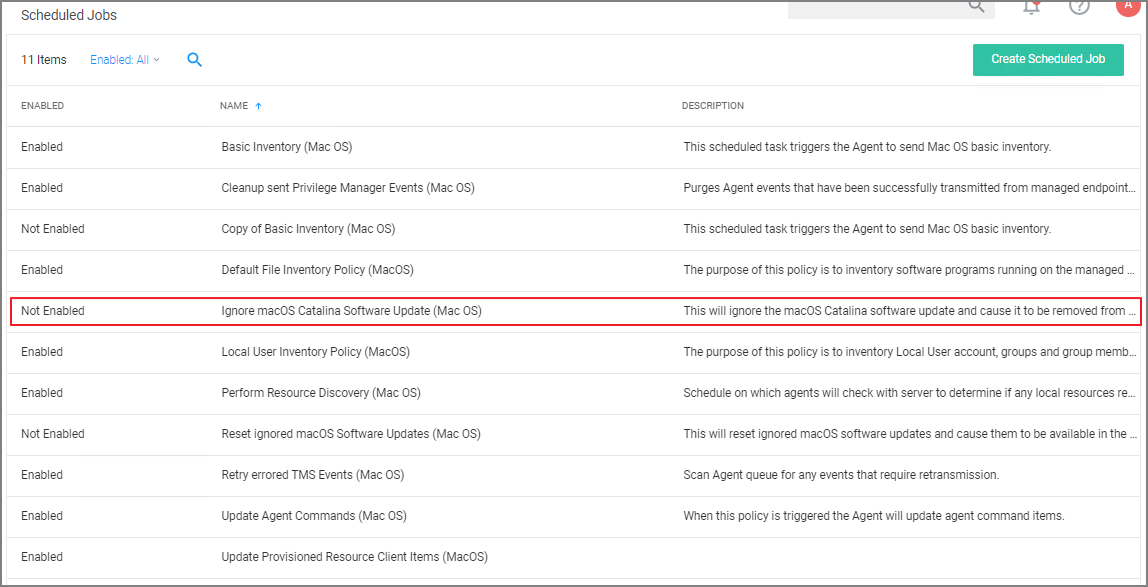 Scheduled Jobs
A
11 Items Enabled: All
Create Scheduled Job
ENABLED NAME DESCRIPTION
Enabled Basic Inventory (Mac OS) This scheduled task triggers the Agent to send Mac OS basic inventory.
Enabled Cleanup sent Privilege Manager Events (Mac OS) Purges Agent events that have been successfully transmitted from managed endpoint...
Not Enabled Copy of Basic Inventory (Mac OS) This scheduled task triggers the Agent to send Mac OS basic inventory.
Enabled Default File Inventory Policy (MacOS) The purpose of this policy is to inventory software programs running on the managed ...
Not Enabled Ignore macOS Catalina Software Update (Mac OS) This will ignore the macOS Catalina software update and cause it to be removed from ...
Enabled Local User Inventory Policy (MacOS) The purpose of this policy is to inventory Local User account, groups and group memb...
Enabled Perform Resource Discovery (Mac OS) Schedule on which agents will check with server to determine if any local resources re...
Not Enabled Reset ignored macOS Software Updates (Mac OS) This will reset ignored macOS software updates and cause them to be available in the ...
Enabled Retry errored TMS Events (Mac OS) Scan Agent queue for any events that require retransmission.
Enabled Update Agent Commands (Mac OS) When this policy is triggered the Agent will update agent command items.
Enabled Update Provisioned Resource Client Items (MacOS)